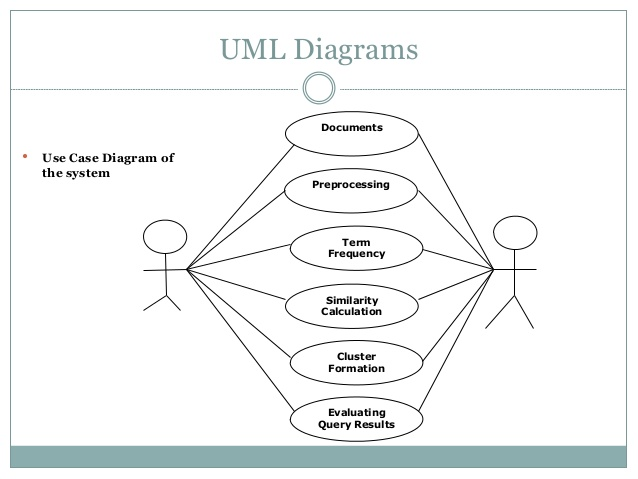 UML Diagrams
• Use Case Diagram of
the system
Documents
Preprocessing
Term
Frequency
Similarity
Calculation
Cluster
Formation
Evaluating
Query Results